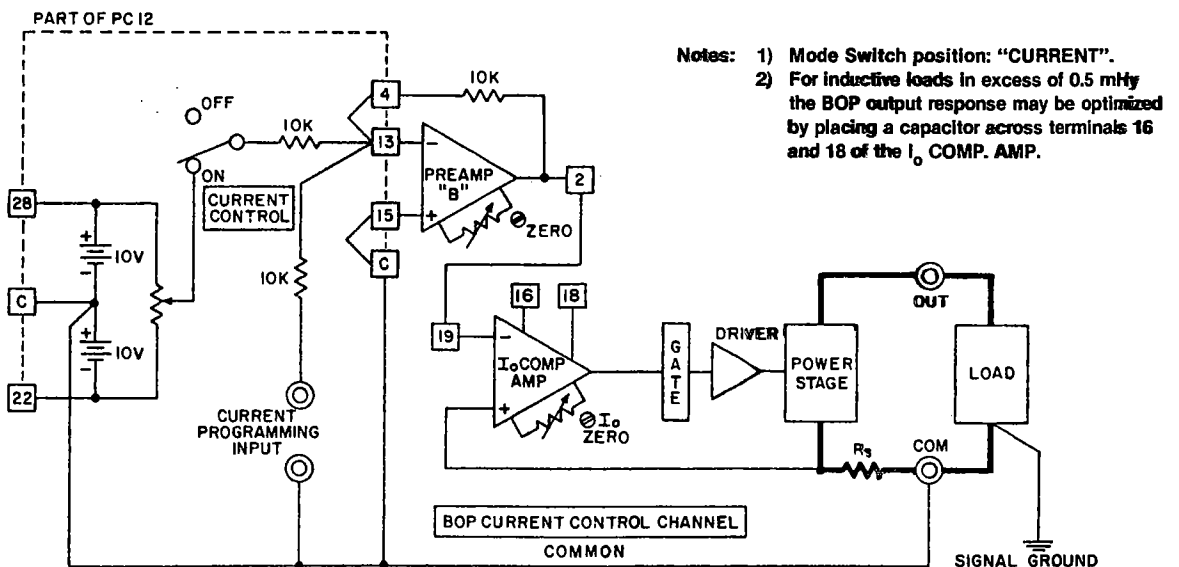 PART OF PC 12
Notes: 1) Mode Switch position: “CURRENT”.
2) For inductive loads in excess of 0.5 mHy
the BOP output response may be optimized
by placing a capacitor across terminals 16
and 18 of the Io COMP. AMP.
OFF
10K
4
10K
13
−
PREAMP
"B"
+
2
ON
CURRENT
CONTROL
28
+
10V
−
15
ZERO
C
10K
C
+
10V
−
22
16
18
19
−
Io COMP
AMP
+
Io
ZERO
GATE
DRIVER
POWER
STAGE
OUT
LOAD
CURRENT
PROGRAMMING
INPUT
Rs
COM
BOP CURRENT CONTROL CHANNEL
COMMON
SIGNAL GROUND